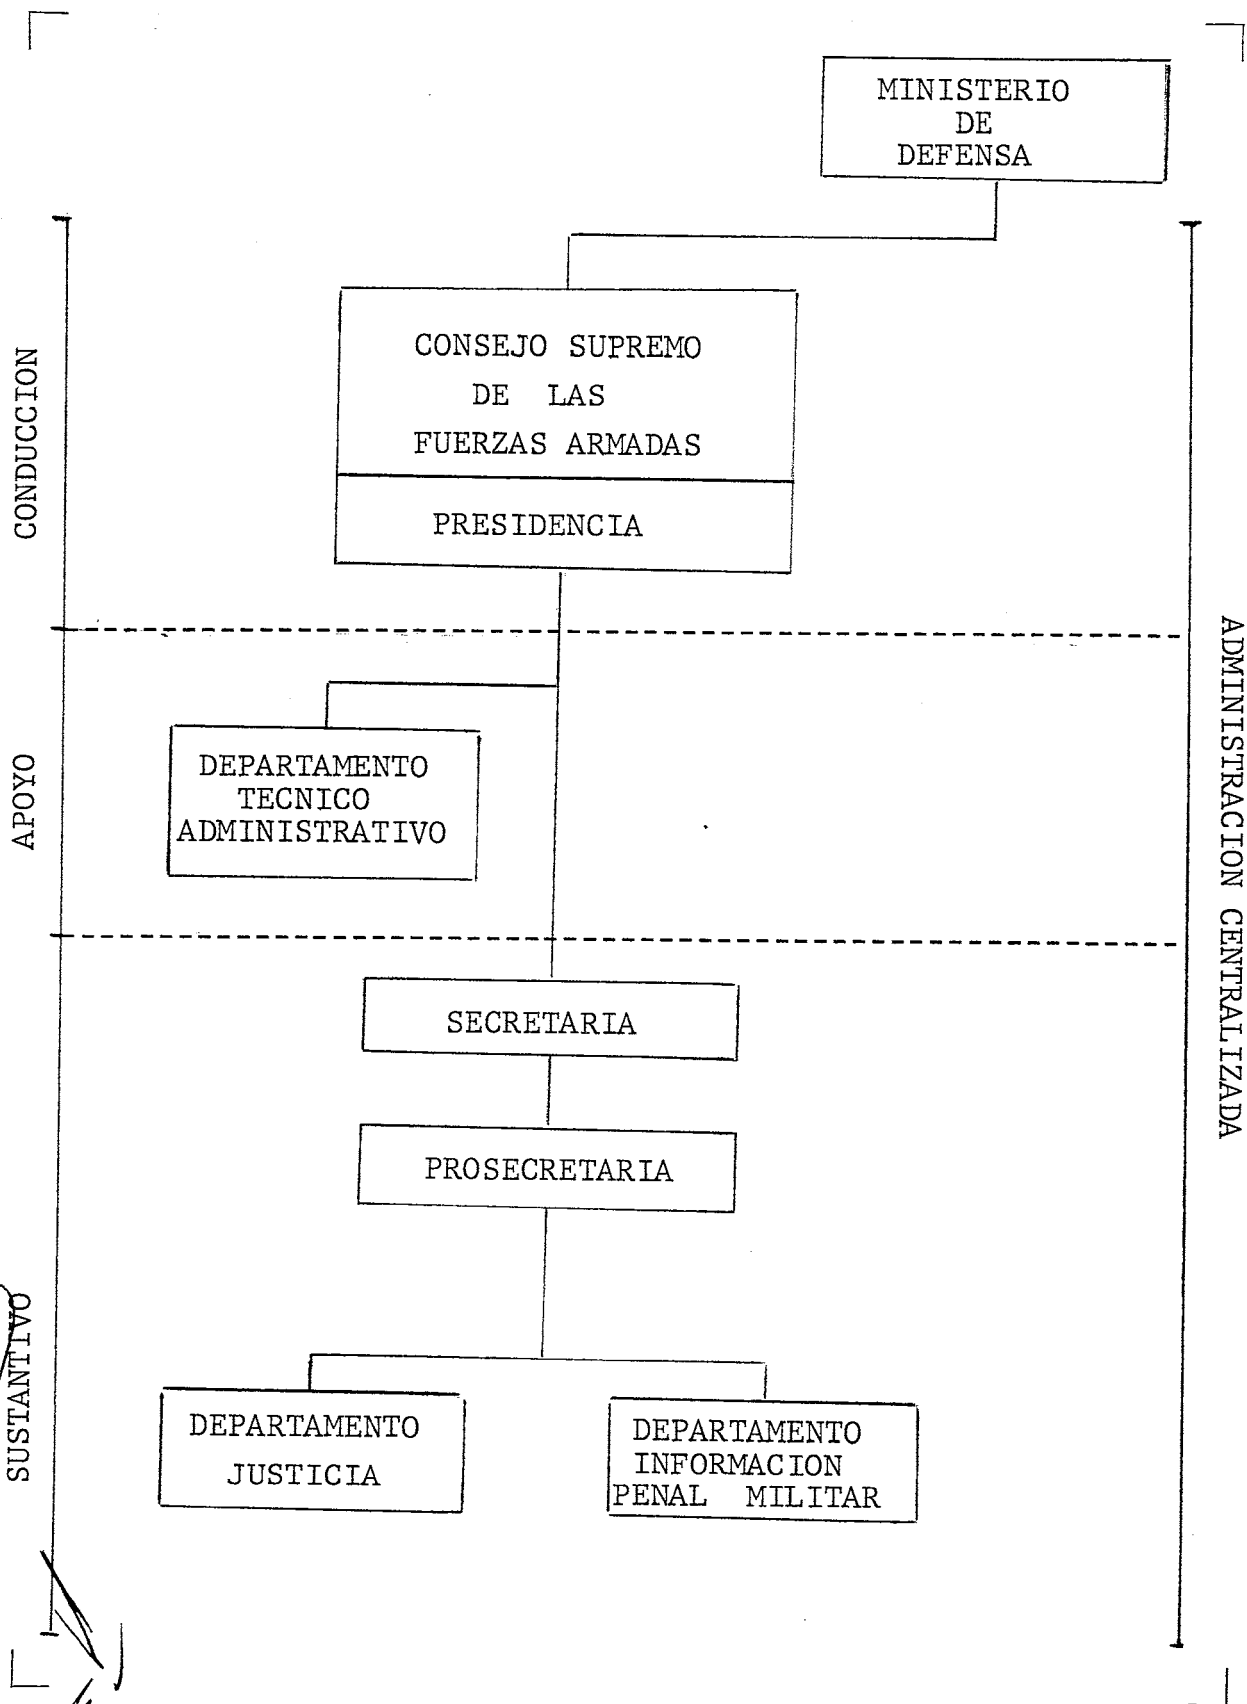 MINISTERIO
DE
DEFENSA
CONDUCCION
CONSEJO SUPREMO
DE LAS
FUERZAS ARMADAS
PRESIDENCIA
ADMINISTRACION CENTRALIZADA
APOYO
DEPARTAMENTO
TECNICO
ADMINISTRATIVO
SUSTANTIVO
SECRETARIA
PROSECRETARIA
DEPARTAMENTO
JUSTICIA
DEPARTAMENTO
INFORMACION
PENAL MILITAR